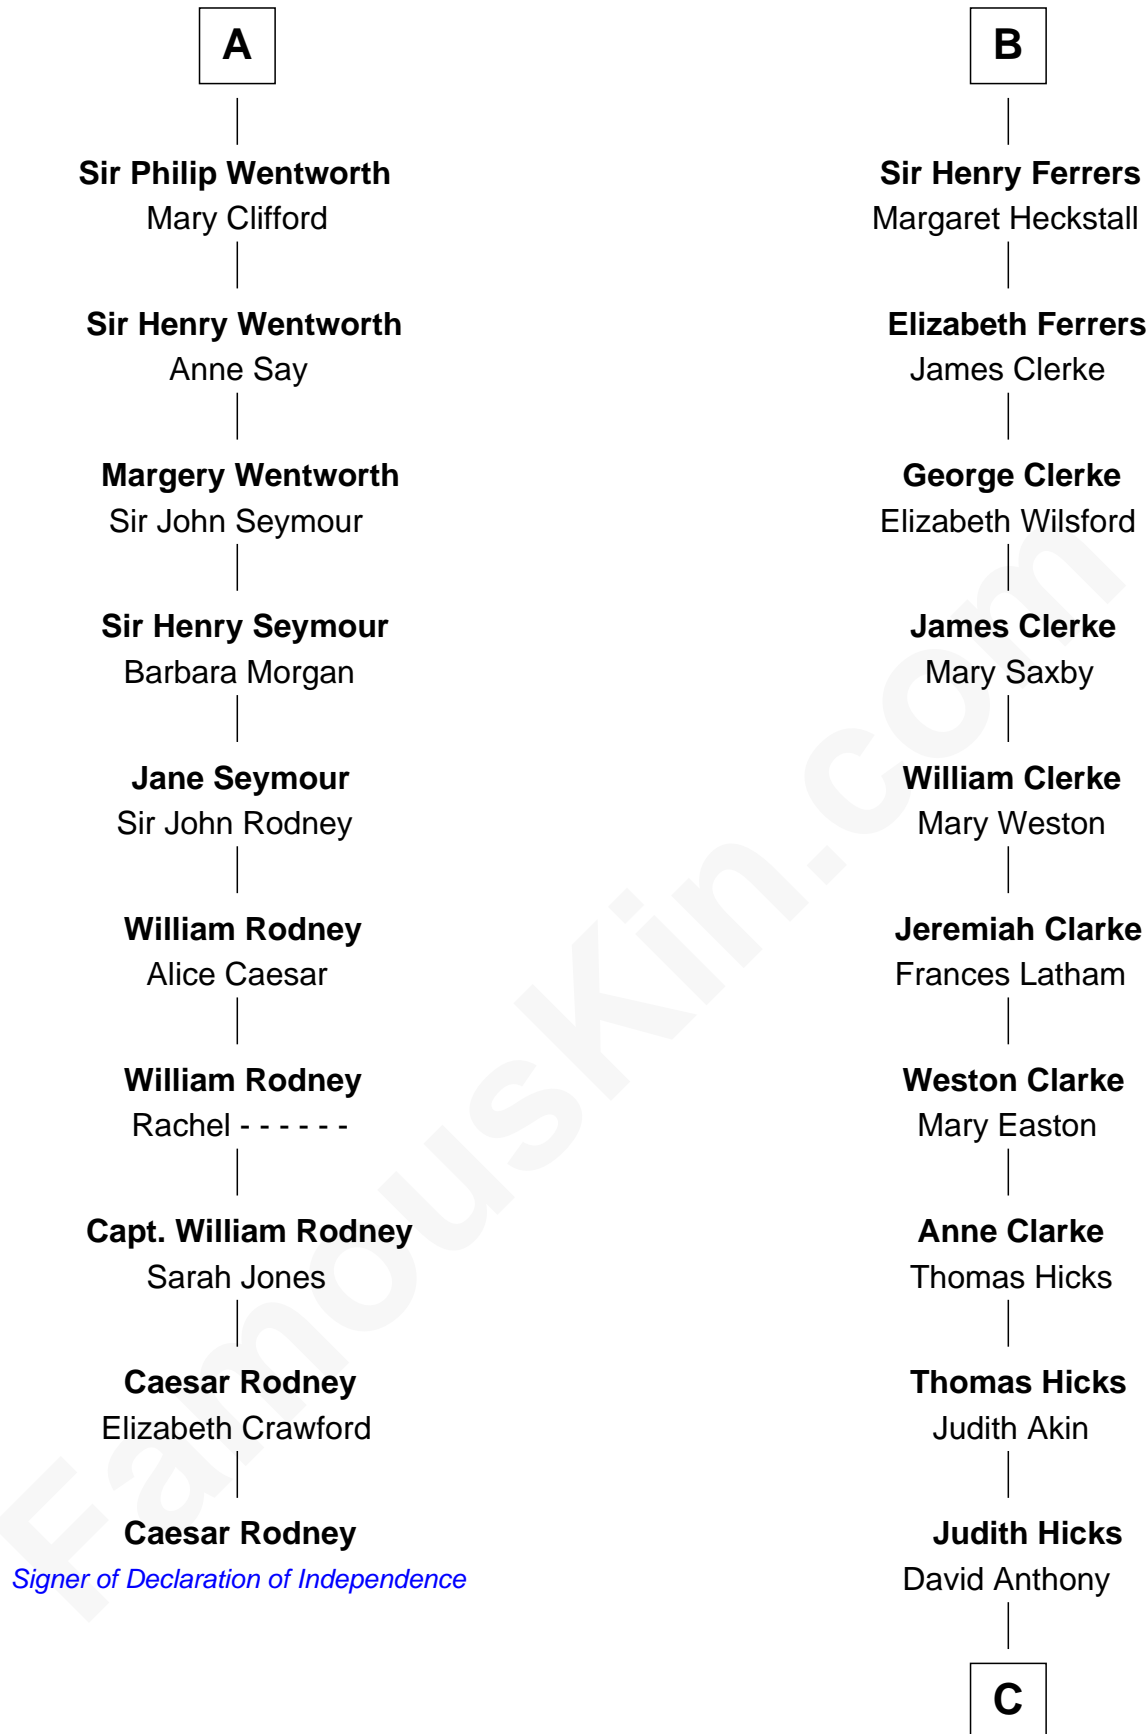 A
Sir Philip Wentworth
Mary Clifford
Sir Henry Wentworth
Anne Say
Margery Wentworth
Sir John Seymour
Sir Henry Seymour
Barbara Morgan
Jane Seymour
Sir John Rodney
William Rodney
Alice Caesar
William Rodney
Rachel - - - - - -
Capt. William Rodney
Sarah Jones
Caesar Rodney
Elizabeth Crawford
Caesar Rodney
Signer of Declaration of Independence
B
Sir Henry Ferrers
Margaret Heckstall
Elizabeth Ferrers
James Clerke
George Clerke
Elizabeth Wilsford
James Clerke
Mary Saxby
William Clerke
Mary Weston
Jeremiah Clarke
Frances Latham
Weston Clarke
Mary Easton
Anne Clarke
Thomas Hicks
Thomas Hicks
Judith Akin
Judith Hicks
David Anthony
C
FamousKin.com